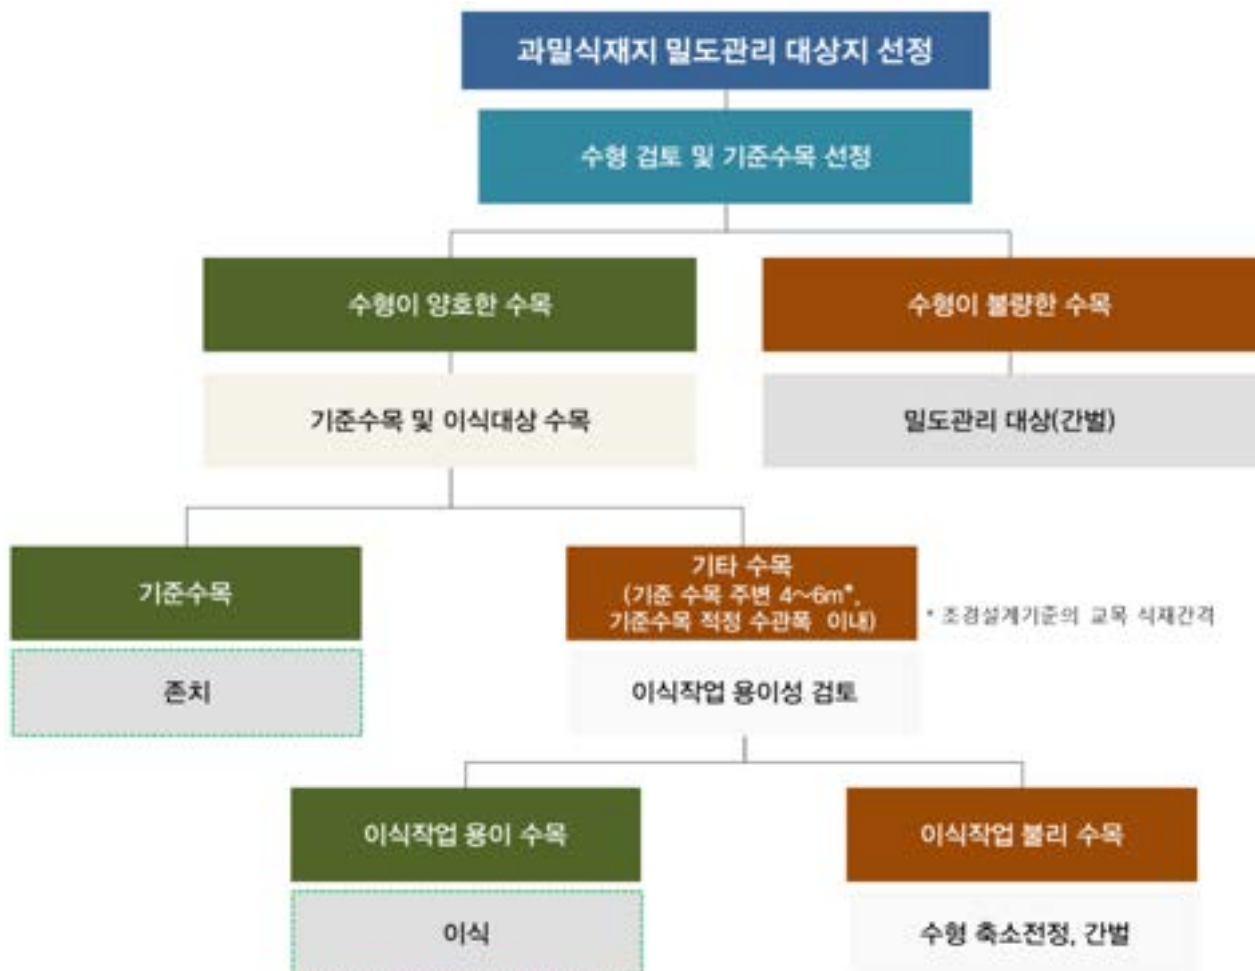 과밀식재지 밀도관리 대상지 선정
수형 검토 및 기준수목 선정
수형이 양호한 수목
수형이 불량한 수목
기준수목 및 이식대상 수목
밀도관리 대상(간벌)
기준수목
기타 수목
(기준 수목 주변 4~6m*,
기준수목 적정 수관폭 이내)
* 조경설계기준의 교목 식재간격
존치
이식작업 용이성 검토
이식작업 용이 수목
이식작업 불리 수목
이식
수형 축소전정, 간벌